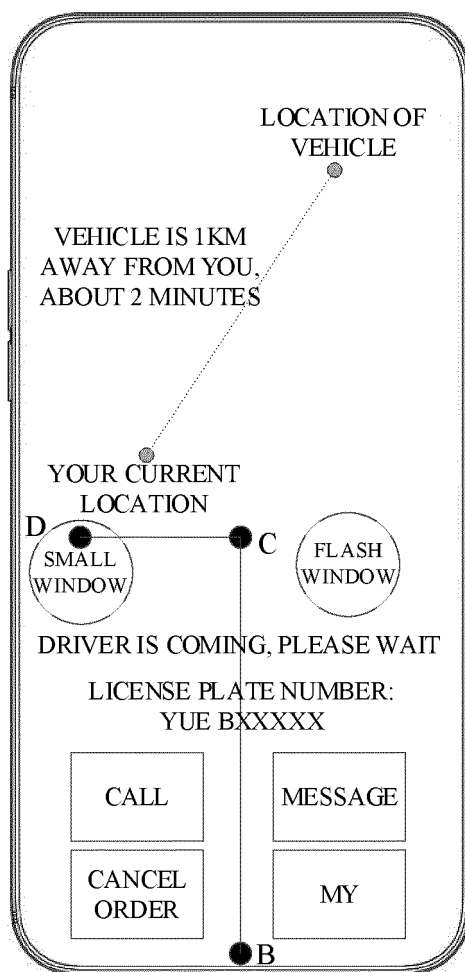 LOCATION OF
VEHICLE
VEHICLE IS 1KM
AWAY FROM YOU,
ABOUT 2 MINUTES
YOUR CURRENT
LOCATION
D
C
SMALL
WINDOW
FLASH
WINDOW
DRIVER IS COMING, PLEASE WAIT
LICENSE PLATE NUMBER:
YUE BXXXXX
CALL
MESSAGE
CANCEL
ORDER
MY
B